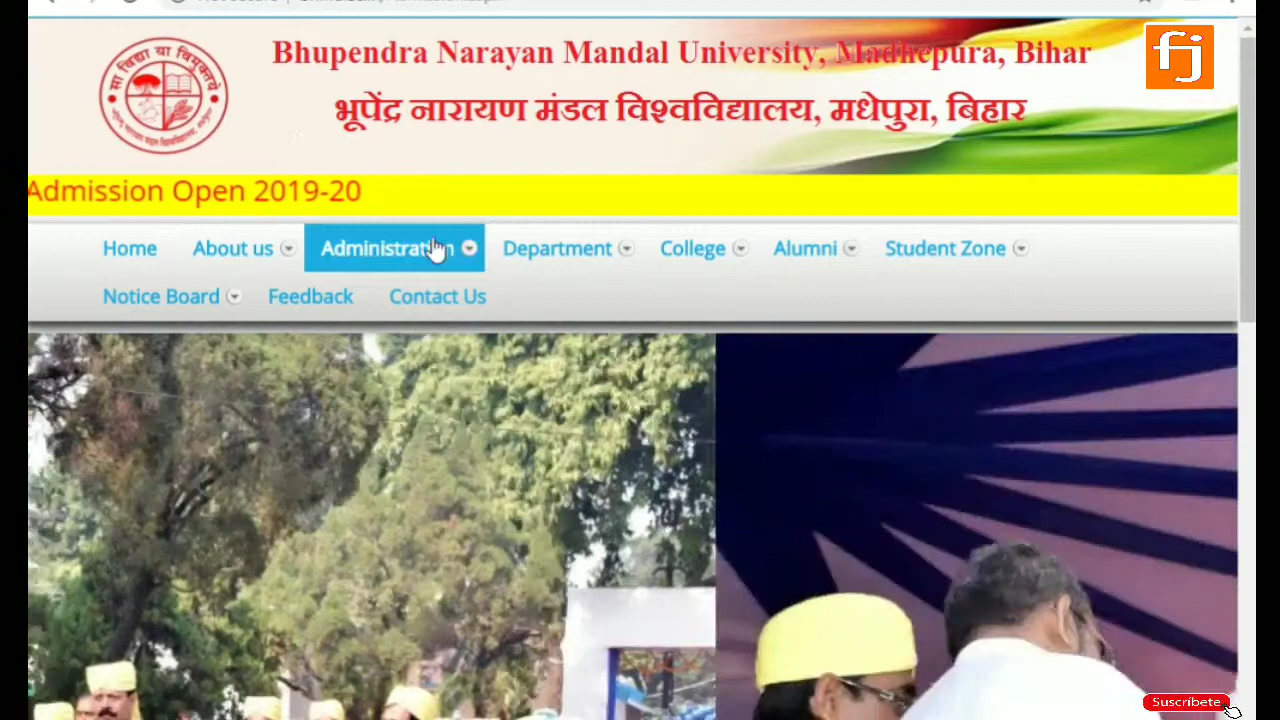 Bhupendra Narayan Mandal University, Madhepura, Bihar
भूपेंद्र नारायण मंडल विश्वविद्यालय, मधेपुरा, बिहार
fj
Admission Open 2019-20
Home About us Administration Department College Alumni Student Zone
Notice Board Feedback Contact Us
Suscríbete